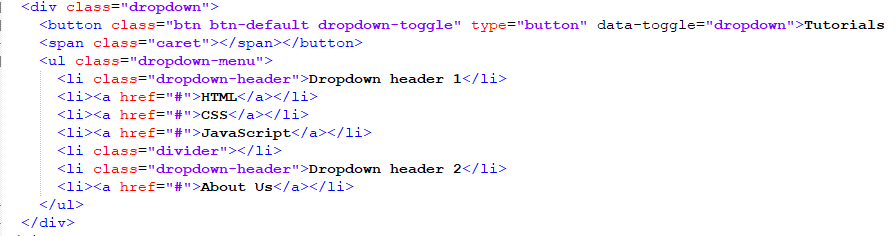 <div class="dropdown">
<button class="btn btn-default dropdown-toggle" type="button" data-toggle="dropdown">Tutorials
<span class="caret"></span></button>
<ul class="dropdown-menu">
<li class="dropdown-header">Dropdown header 1</li>
<li><a href="#">HTML</a></li>
<li><a href="#">CSS</a></li>
<li><a href="#">JavaScript</a></li>
<li class="divider"></li>
<li class="dropdown-header">Dropdown header 2</li>
<li><a href="#">About Us</a></li>
</ul>
</div>